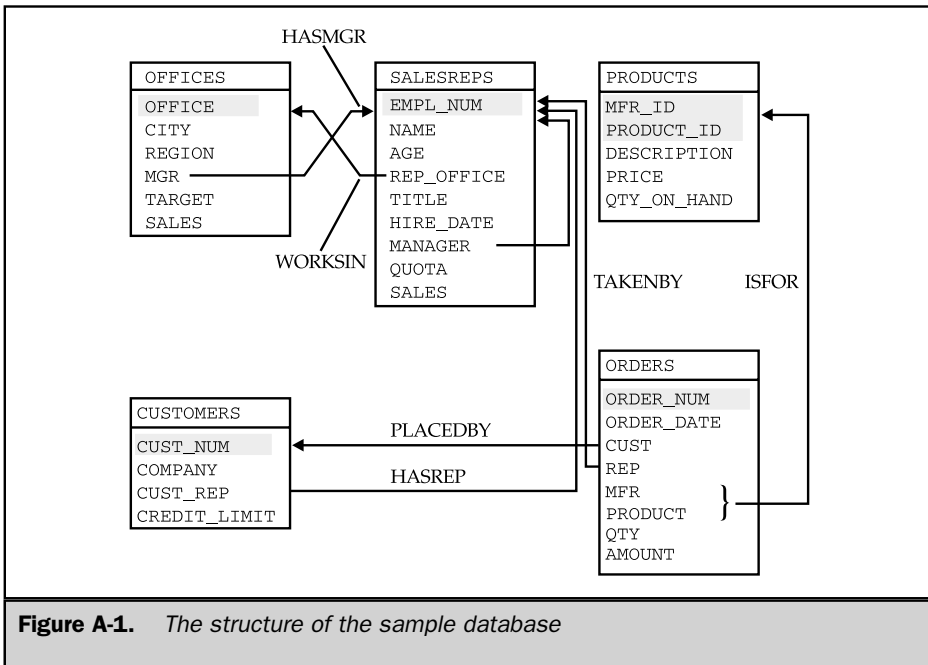 HASMGR
OFFICES
OFFICE
CITY
REGION
MGR
TARGET
SALES
SALESREPS
EMPL_NUM
NAME
AGE
REP_OFFICE
TITLE
HIRE_DATE
MANAGER
QUOTA
SALES
PRODUCTS
MFR_ID
PRODUCT_ID
DESCRIPTION
PRICE
QTY_ON_HAND
WORKSIN
TAKENBY
ISFOR
CUSTOMERS
CUST_NUM
COMPANY
CUST_REP
CREDIT_LIMIT
PLACEDBY
HASREP
ORDERS
ORDER_NUM
ORDER_DATE
CUST
REP
MFR
PRODUCT
}
QTY
AMOUNT
Figure A-1. The structure of the sample database